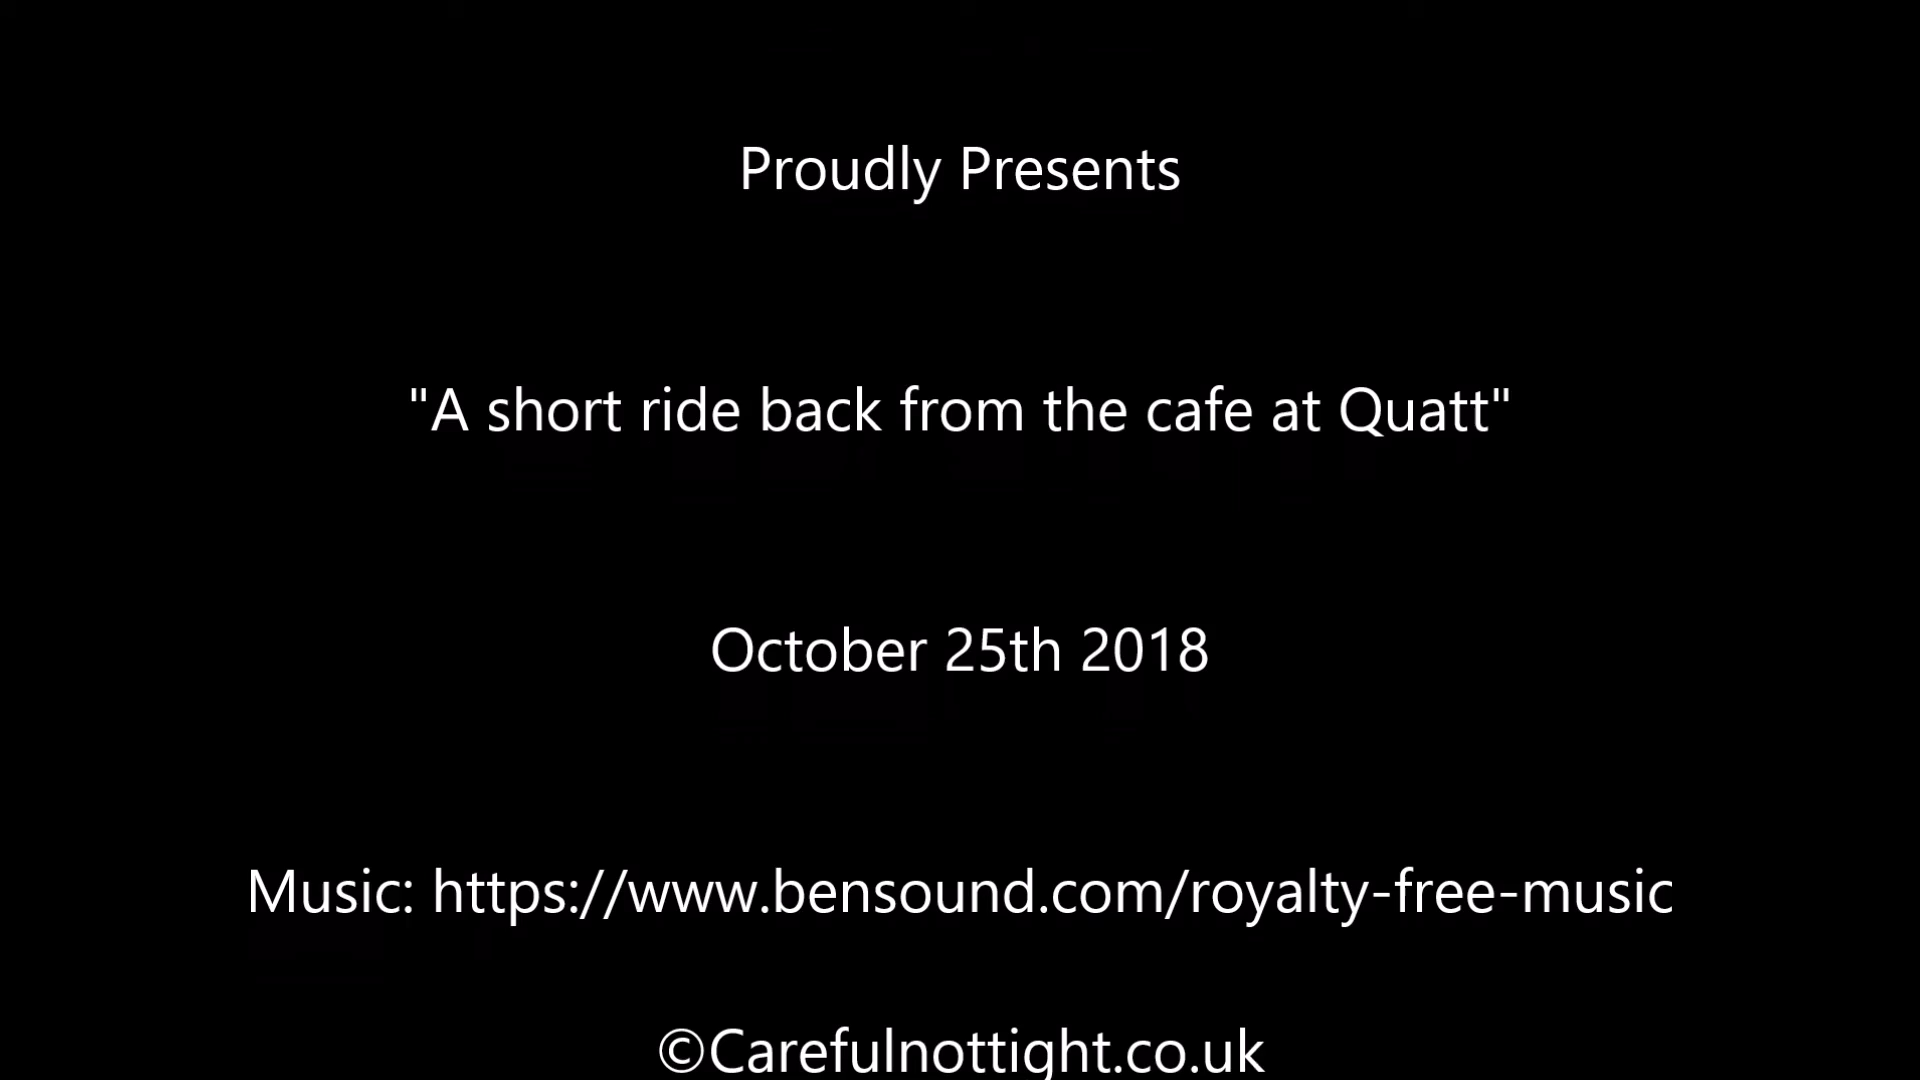 Proudly Presents
"A short ride back from the cafe at Quatt"
October 25th 2018
Music: https://www.bensound.com/royalty-free-music
©Carefulnottight.co.uk